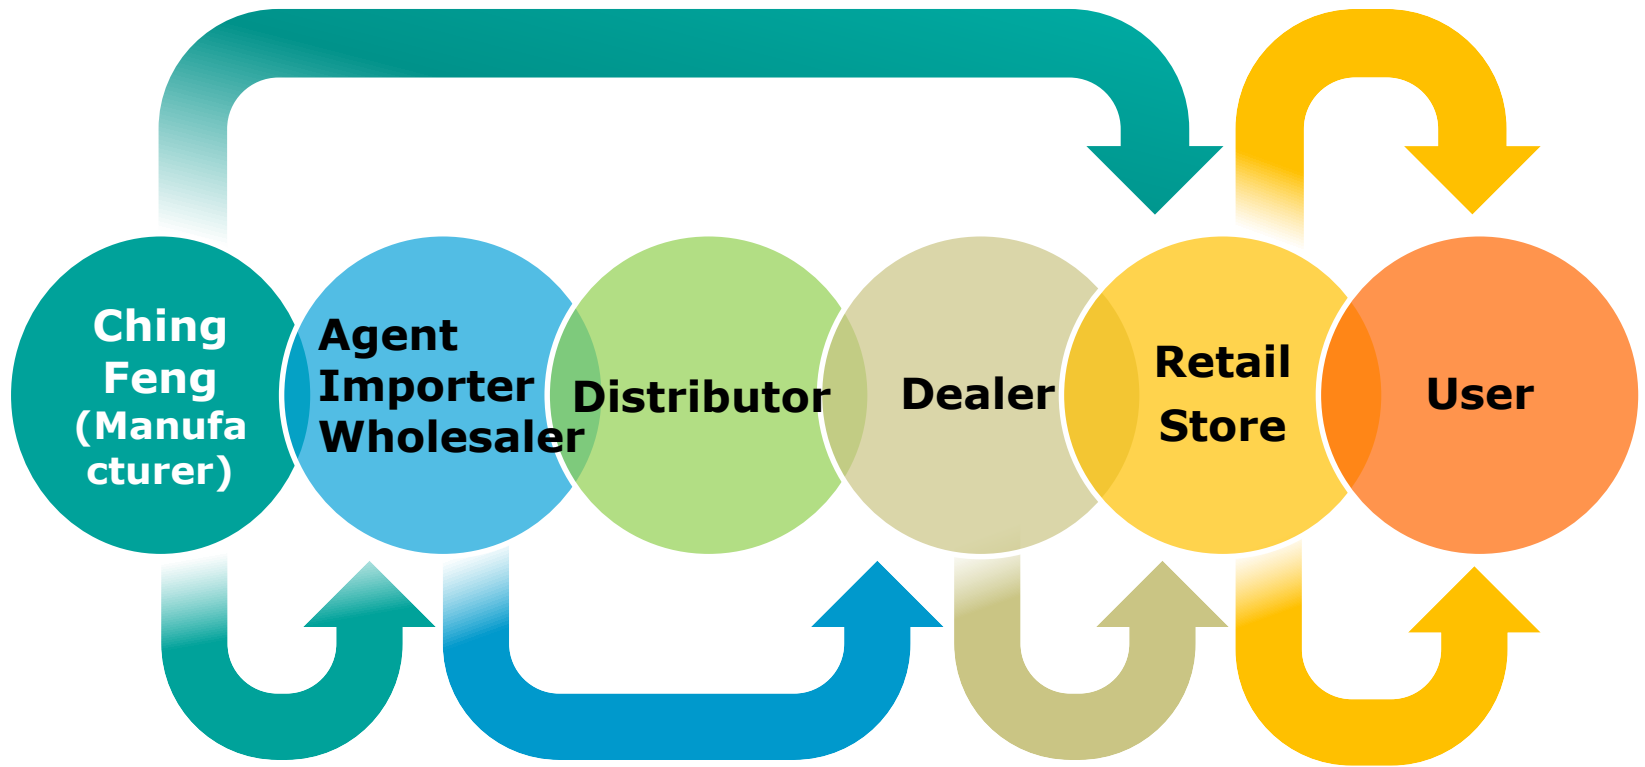 Ching
Feng
(Manufa
cturer)
Agent
Importer
Wholesaler
Distributor
Dealer
Retail
Store
User